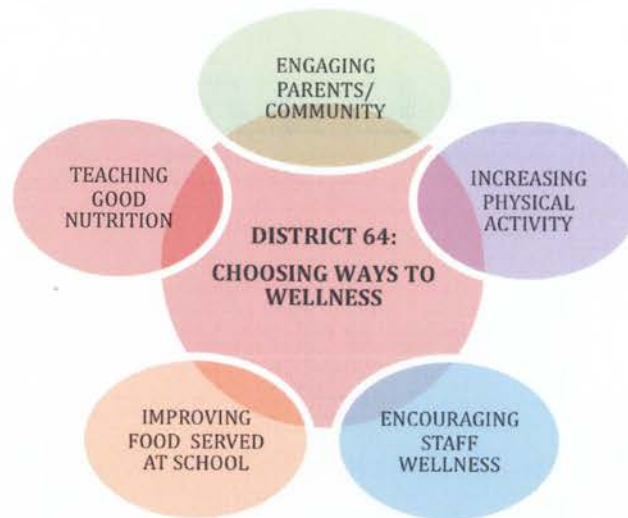 ENGAGING
PARENTS/
COMMUNITY
TEACHING
GOOD
NUTRITION
INCREASING
PHYSICAL
ACTIVITY
DISTRICT 64:
CHOOSING WAYS TO
WELLNESS
IMPROVING
FOOD SERVED
AT SCHOOL
ENCOURAGING
STAFF
WELLNESS